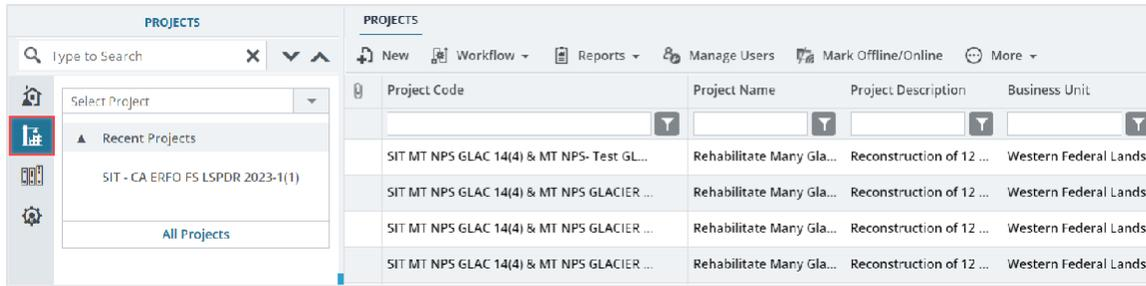 PROJECTS
Type to Search
Select Project
Recent Projects
SIT - CA ERFO FS LSPDR 2023-1(1)
All Projects
PROJECTS
New Workflow Reports Manage Users Mark Offline/Online More
Project Code Project Name Project Description Business Unit
SIT MT NPS GLAC 14(4) & MT NPS- Test GL... Rehabilitate Many Gla... Reconstruction of 12 ... Western Federal Lands
SIT MT NPS GLAC 14(4) & MT NPS GLACIER ... Rehabilitate Many Gla... Reconstruction of 12 ... Western Federal Lands
SIT MT NPS GLAC 14(4) & MT NPS GLACIER ... Rehabilitate Many Gla... Reconstruction of 12 ... Western Federal Lands
SIT MT NPS GLAC 14(4) & MT NPS GLACIER ... Rehabilitate Many Gla... Reconstruction of 12 ... Western Federal Lands